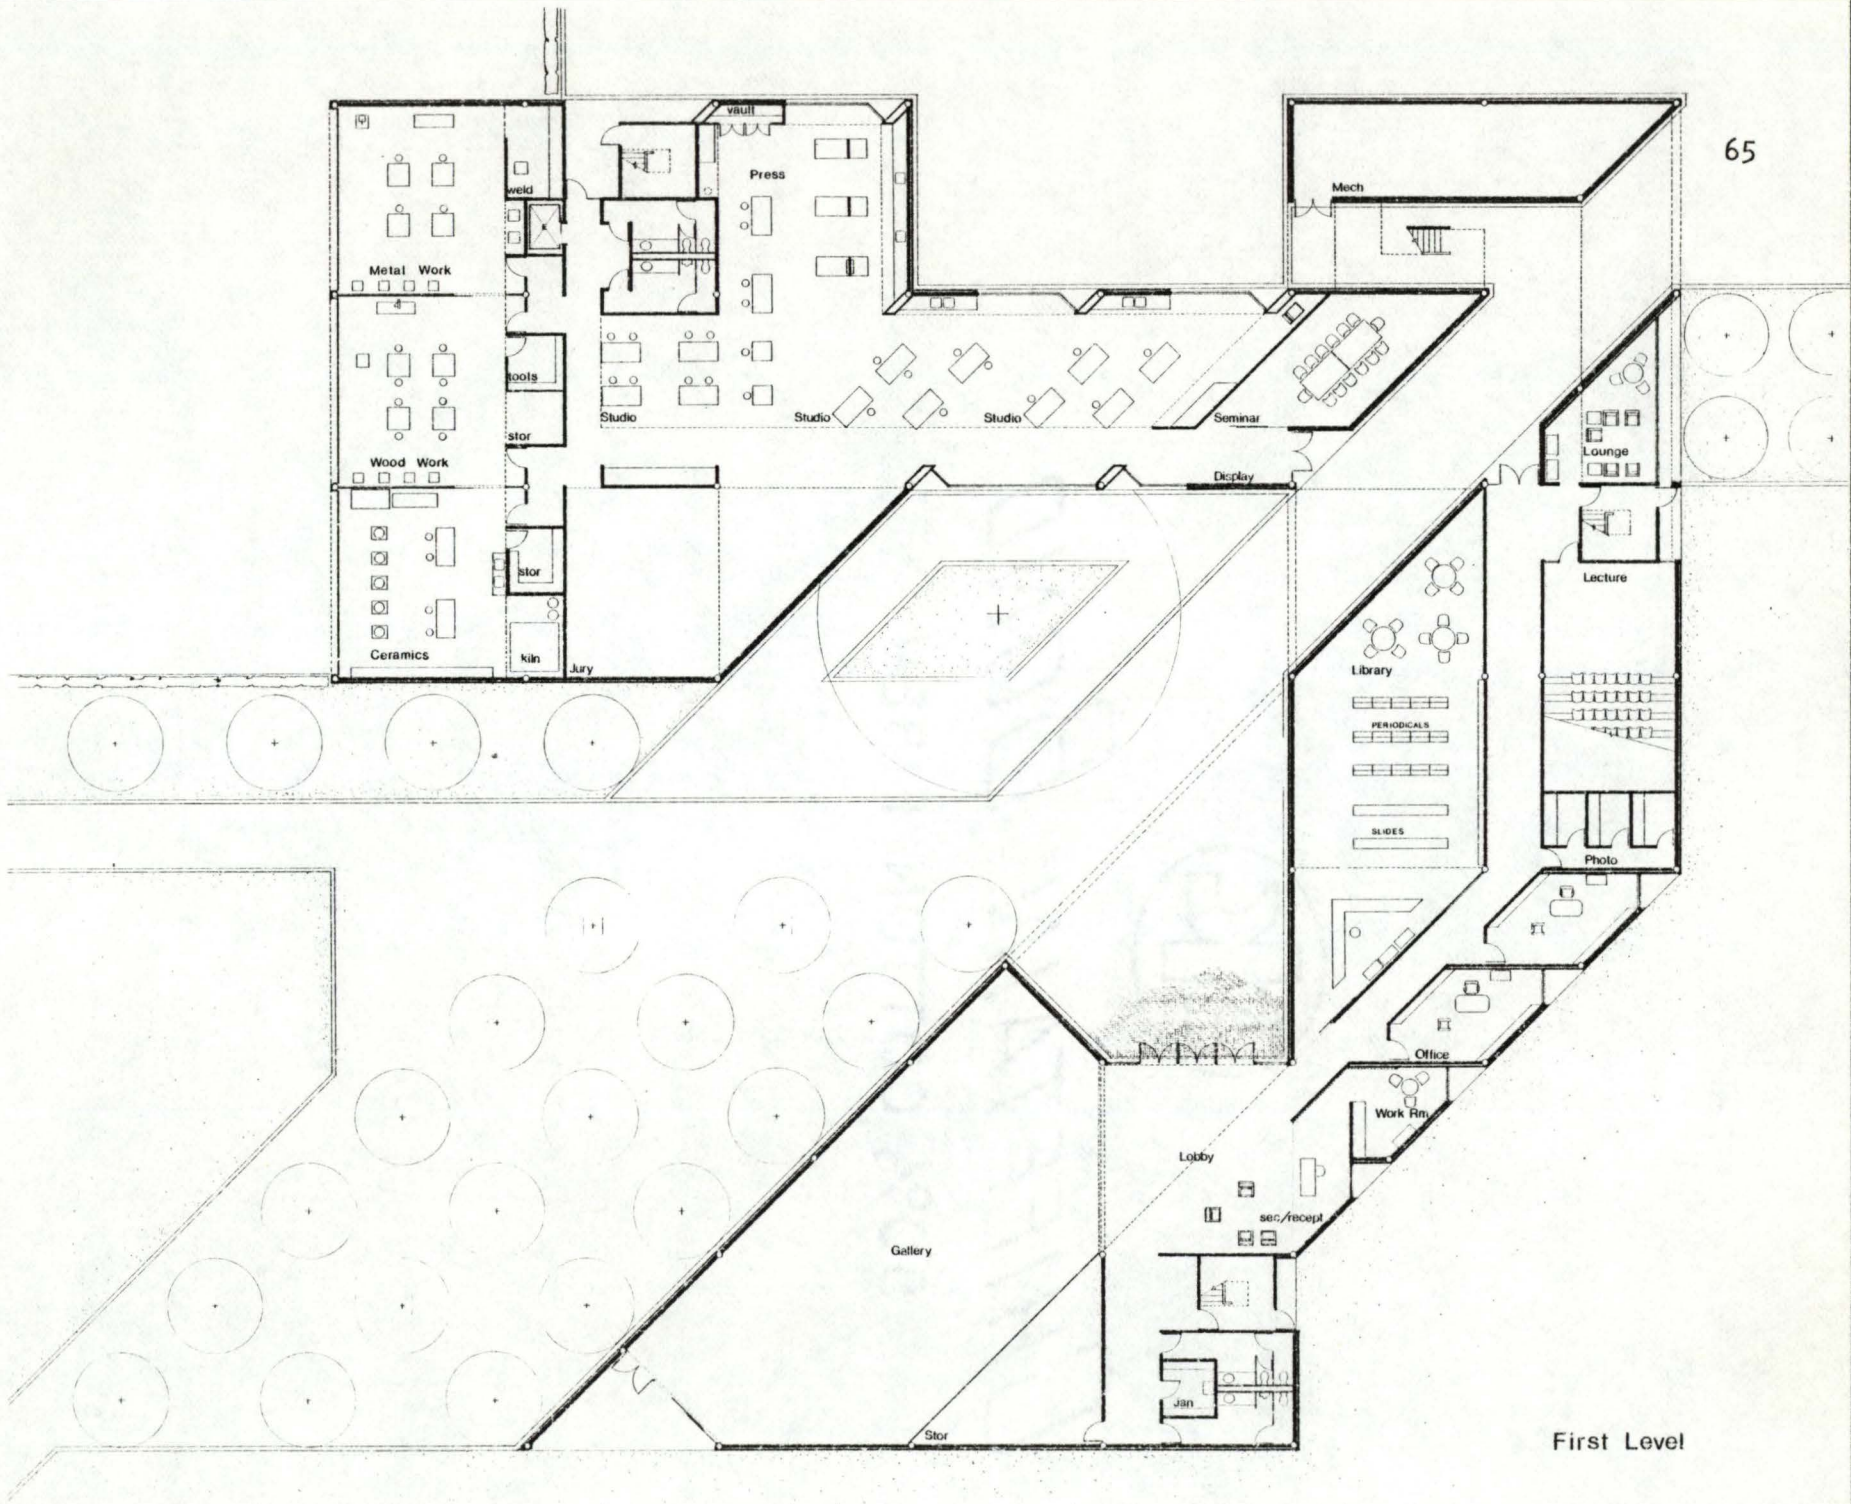 vault
65
Press
Mech
weld
Metal Work
tools
Studio
Studio
Studio
Seminar
stor
Lounge
Wood Work
Display
stor
Lecture
Ceramics
kiln
Jury
Library
PERIODICALS
SLIDES
Photo
Office
Work Rm
Lobby
sec/recept
Gallery
Jan
Stor
First Level